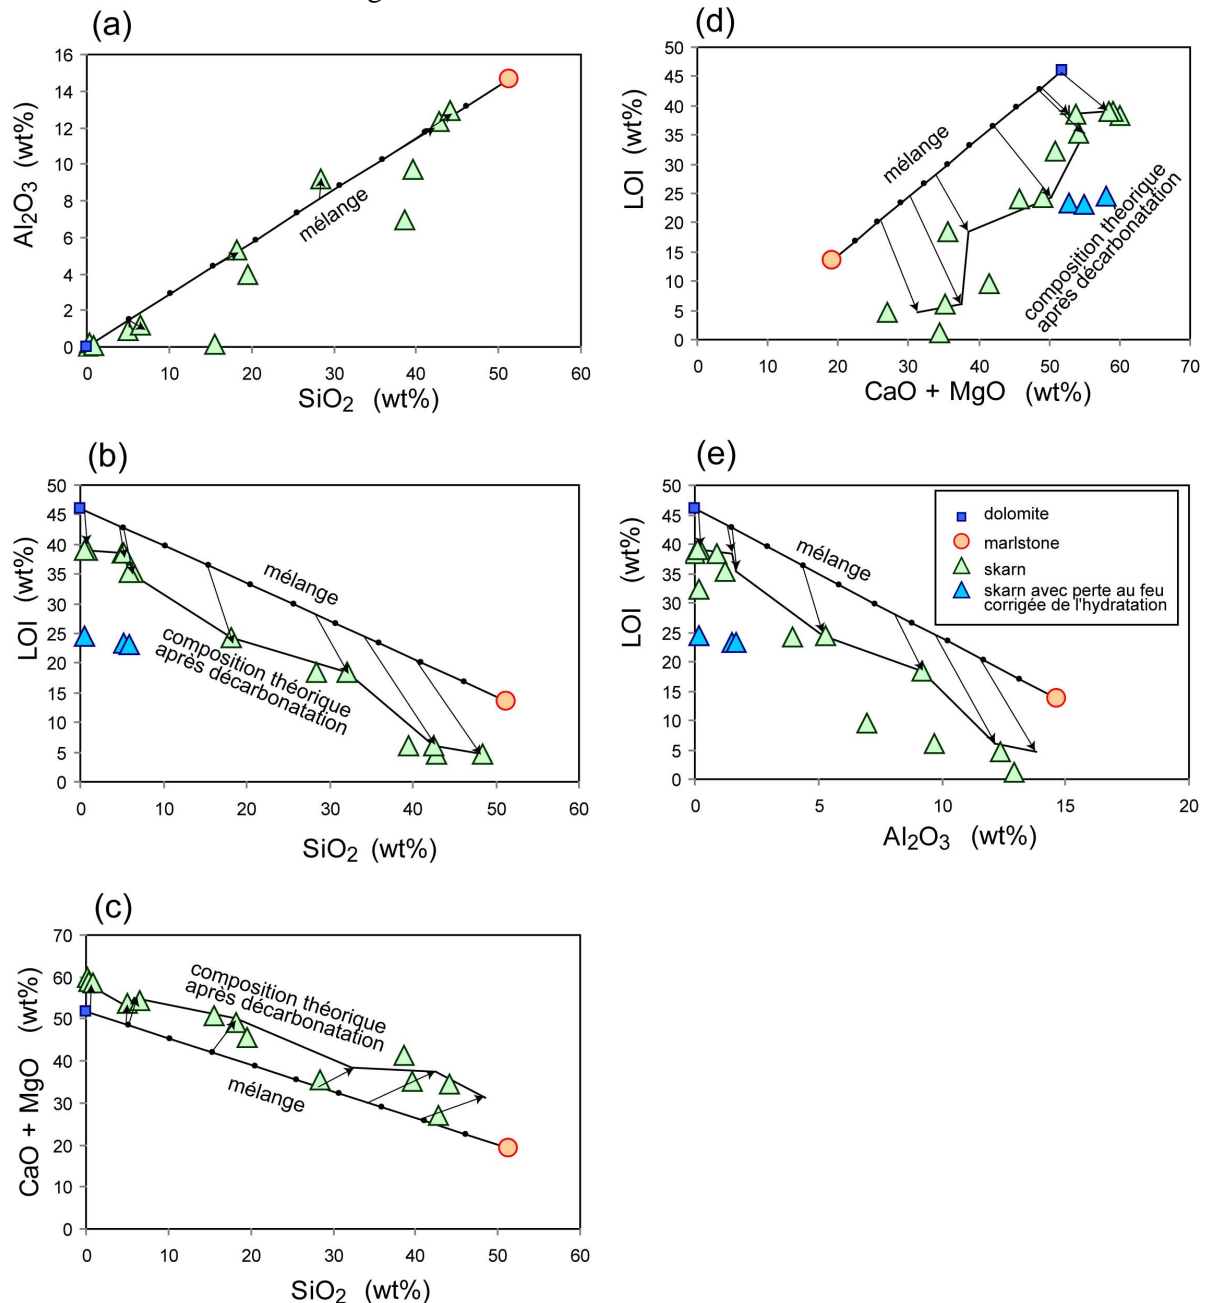 (a)
16
14
12
10
8
6
4
2
0
Al2O3 (wt%)
mélange
0 10 20 30 40 50 60
SiO2 (wt%)
(d)
50
45
40
35
30
25
20
15
10
5
0
LOI (wt%)
mélange
composition théorique
après décarbonatation
0 10 20 30 40 50 60 70
CaO + MgO (wt%)
(b)
50
45
40
35
30
25
20
15
10
5
0
LOI (wt%)
mélange
composition théorique
après décarbonatation
0 10 20 30 40 50 60
SiO2 (wt%)
(e)
50
45
40
35
30
25
20
15
10
5
0
LOI (wt%)
mélange
dolomite
marlstone
skarn
skarn avec perte au feu
corrigée de l'hydratation
0 5 10 15 20
Al2O3 (wt%)
(c)
70
60
50
40
30
20
10
0
CaO + MgO (wt%)
composition théorique
après décarbonatation
mélange
0 10 20 30 40 50 60
SiO2 (wt%)